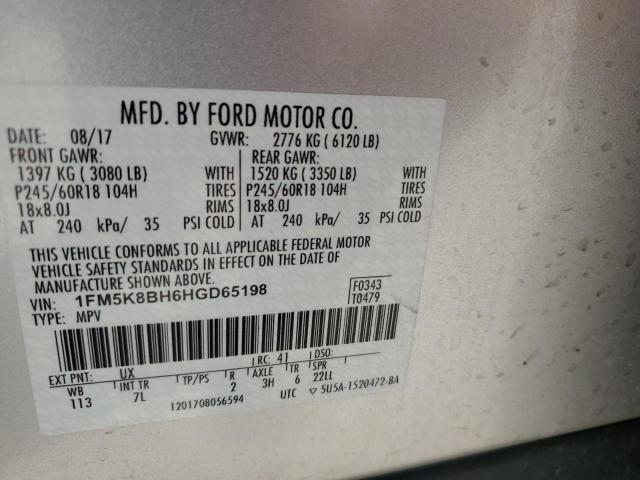 MFD. BY FORD MOTOR CO.
DATE: 08/17 GVWR: 2776 KG ( 6120 LB)
FRONT GAWR: REAR GAWR:
1397 KG ( 3080 LB) WITH 1520 KG ( 3350 LB) WITH
P245/60R18 104H TIRES P245/60R18 104H TIRES
18x8.0J RIMS 18x8.0J RIMS
AT 240 kPa/ 35 PSI COLD AT 240 kPa/ 35 PSI COLD
THIS VEHICLE CONFORMS TO ALL APPLICABLE FEDERAL MOTOR
VEHICLE SAFETY STANDARDS IN EFFECT ON THE DATE OF
MANUFACTURE SHOWN ABOVE.
VIN: 1FM5K8BH6HGD65198 F0343
TYPE: MPV T0479
EXT PNT: UX RC: 41 DSO:
WB INT TR TP/PS R AXLE TR SPR
113 7L 2 3H 6 22LL
1201708056594 UTC ▽ 5U5A-1520472-BA